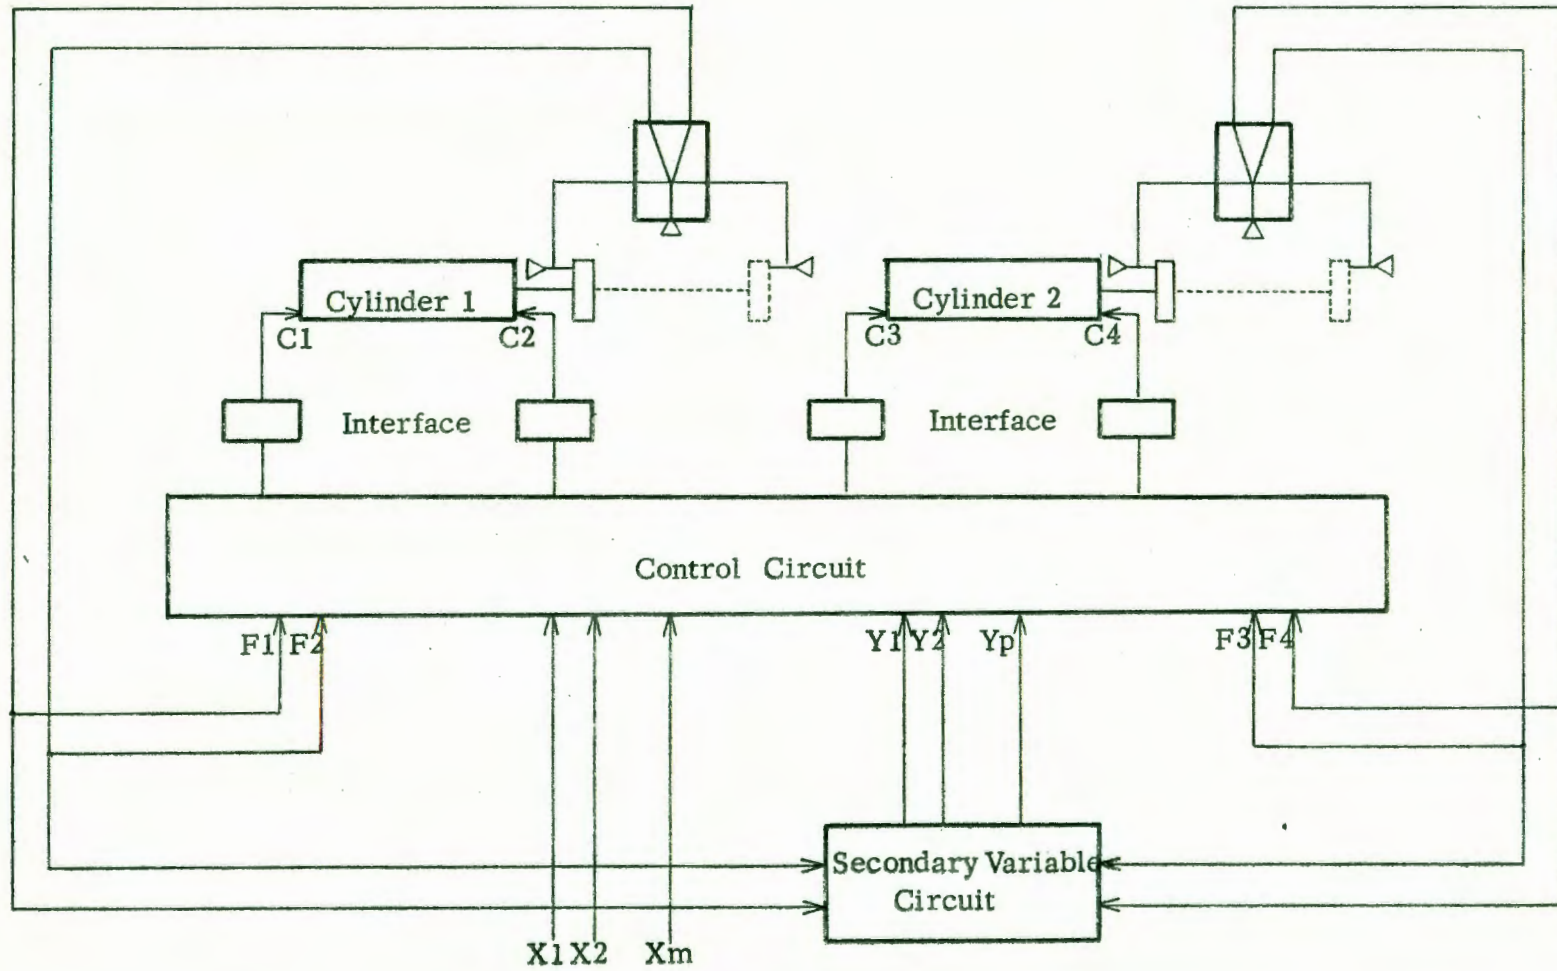 Cylinder 1
Cylinder 2
C1
C2
C3
C4
Interface
Interface
Control Circuit
F1
F2
Y1
Y2
Yp
F3
F4
Secondary Variable
Circuit
X1
X2
Xm